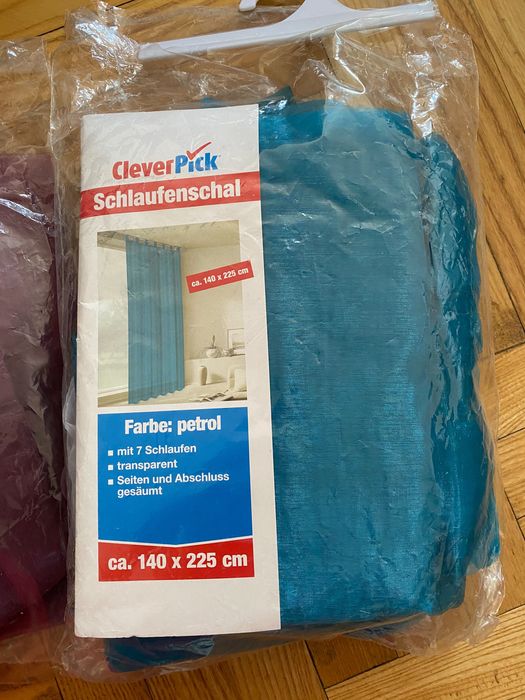 CleverPick
Schlaufenschal
ca. 140 x 225 cm
Farbe: petrol
▪ mit 7 Schlaufen
▪ transparent
▪ Seiten und Abschluss
gesäumt
ca. 140 x 225 cm